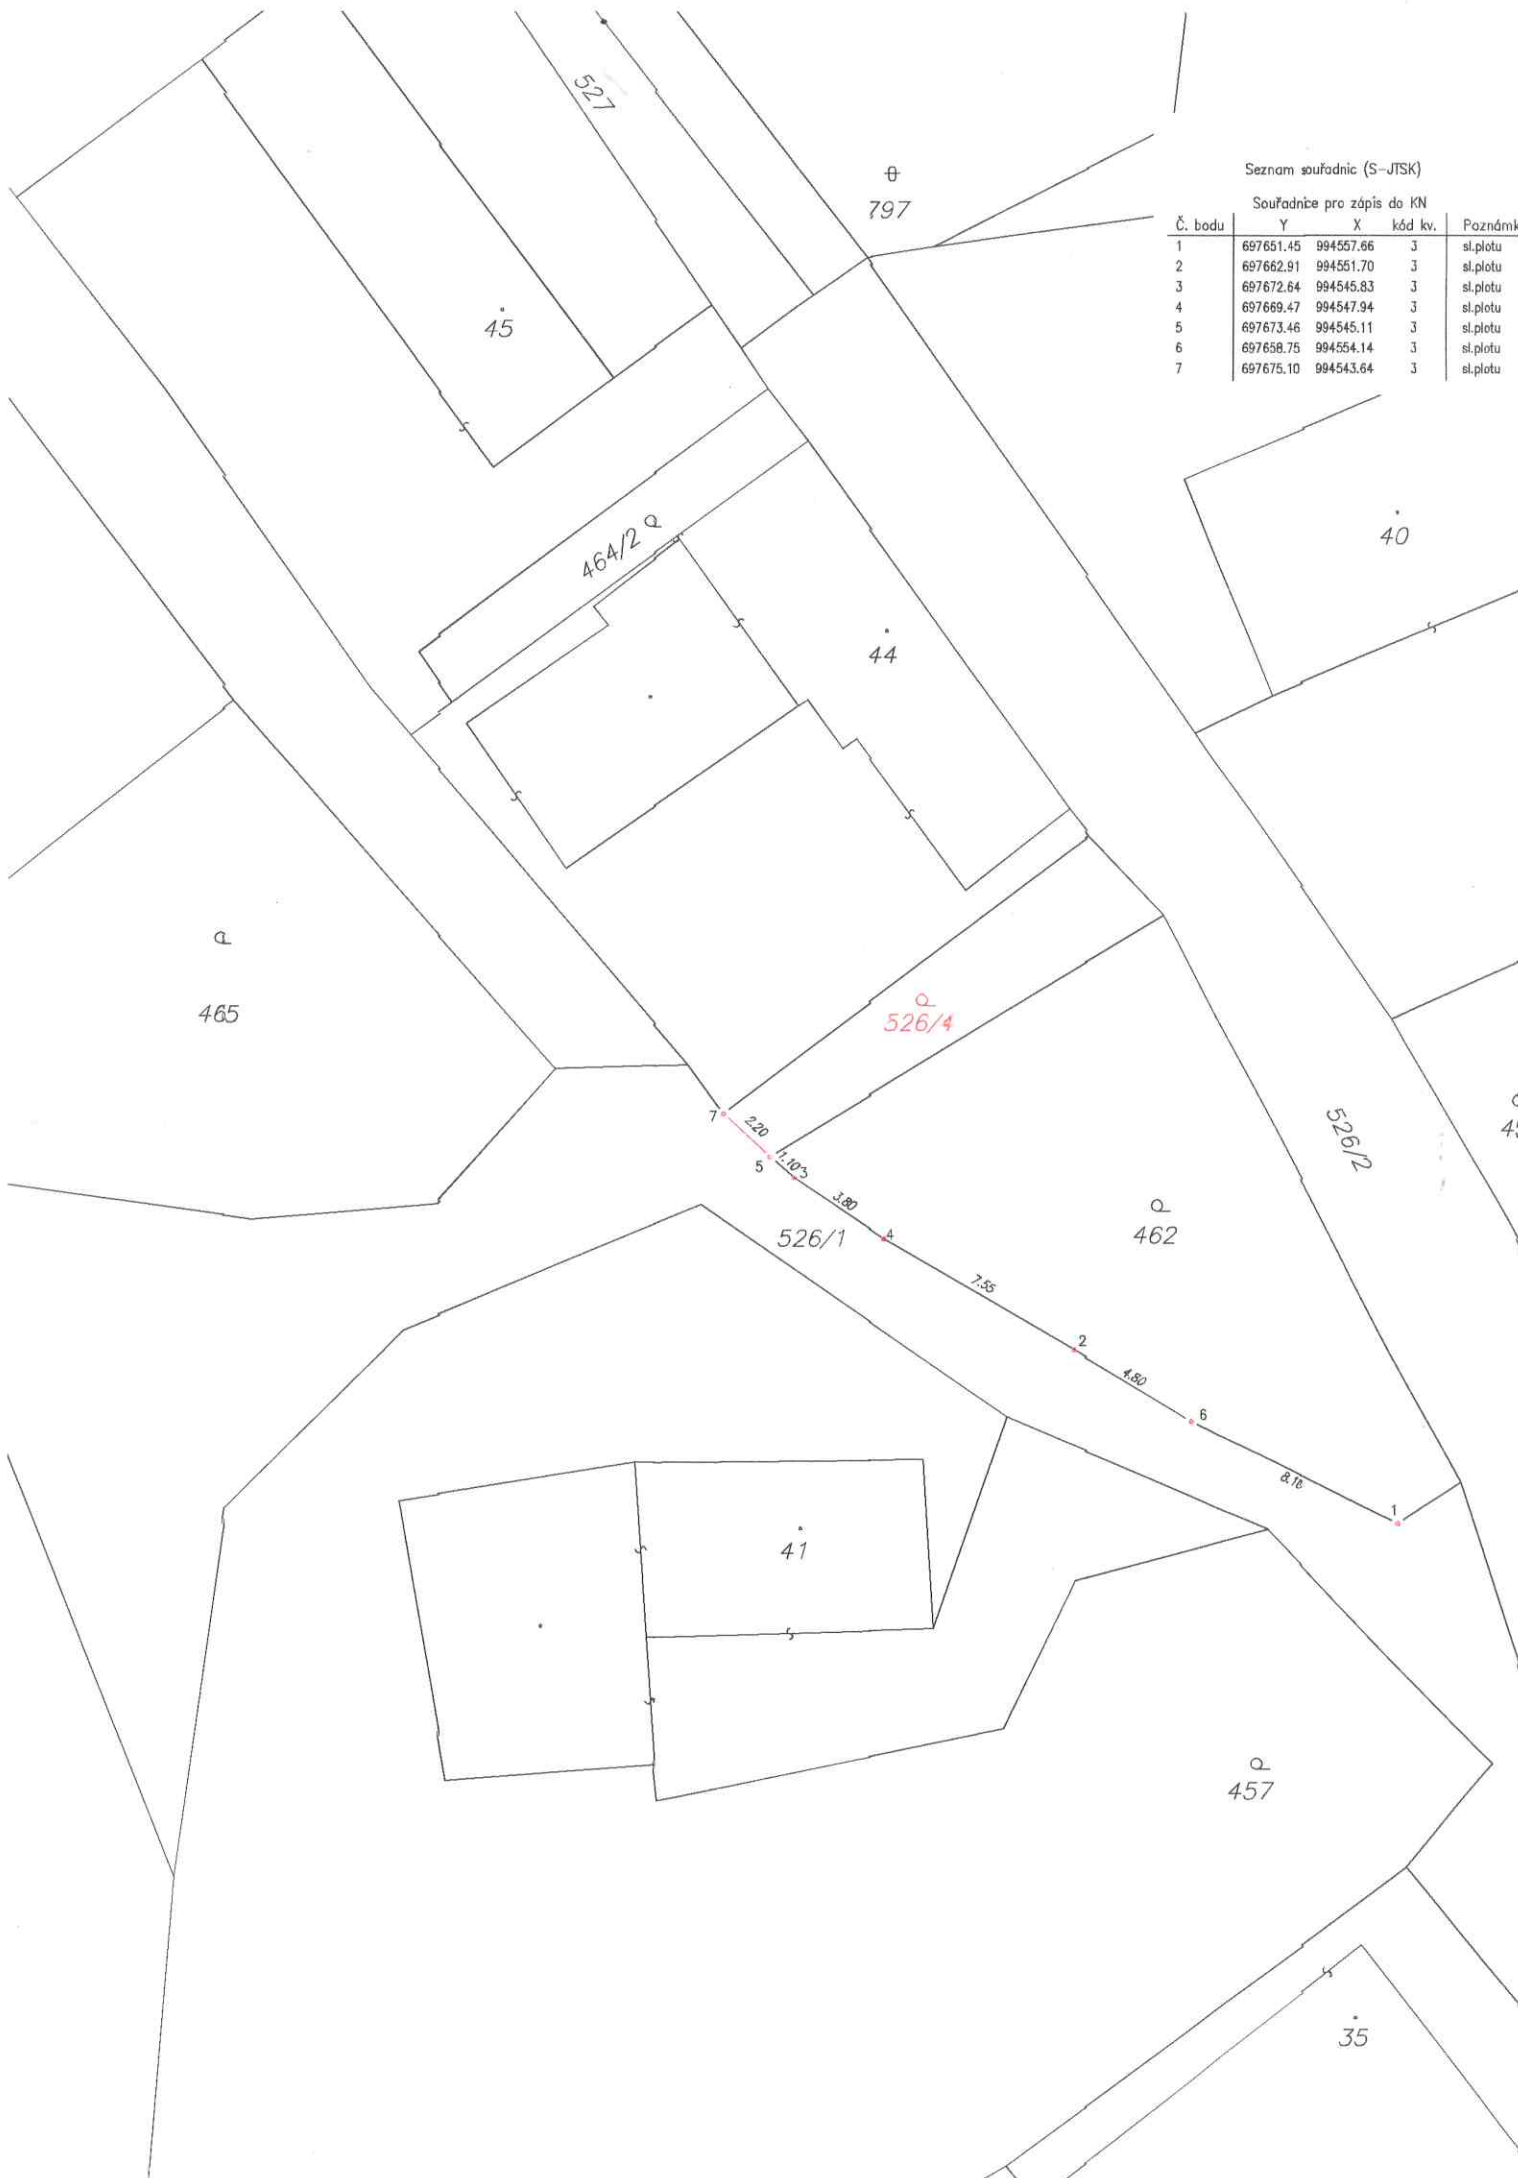 527
797
Seznam souřadnic (S-JTSK)
Souřadnice pro zápis do KN
Č. bodu Y X kód kv. Poznámk
1 697651.45 994557.66 3 sl.plotu
2 697662.91 994551.70 3 sl.plotu
3 697672.64 994545.83 3 sl.plotu
4 697669.47 994547.94 3 sl.plotu
5 697673.46 994545.11 3 sl.plotu
6 697658.75 994554.14 3 sl.plotu
7 697675.10 994543.64 3 sl.plotu
45
40
464/2
44
465
526/4
7
2.20
5
1.10
3
3.80
526/2
526/1
4
462
7.55
2
4.80
6
8.10
1
41
457
35